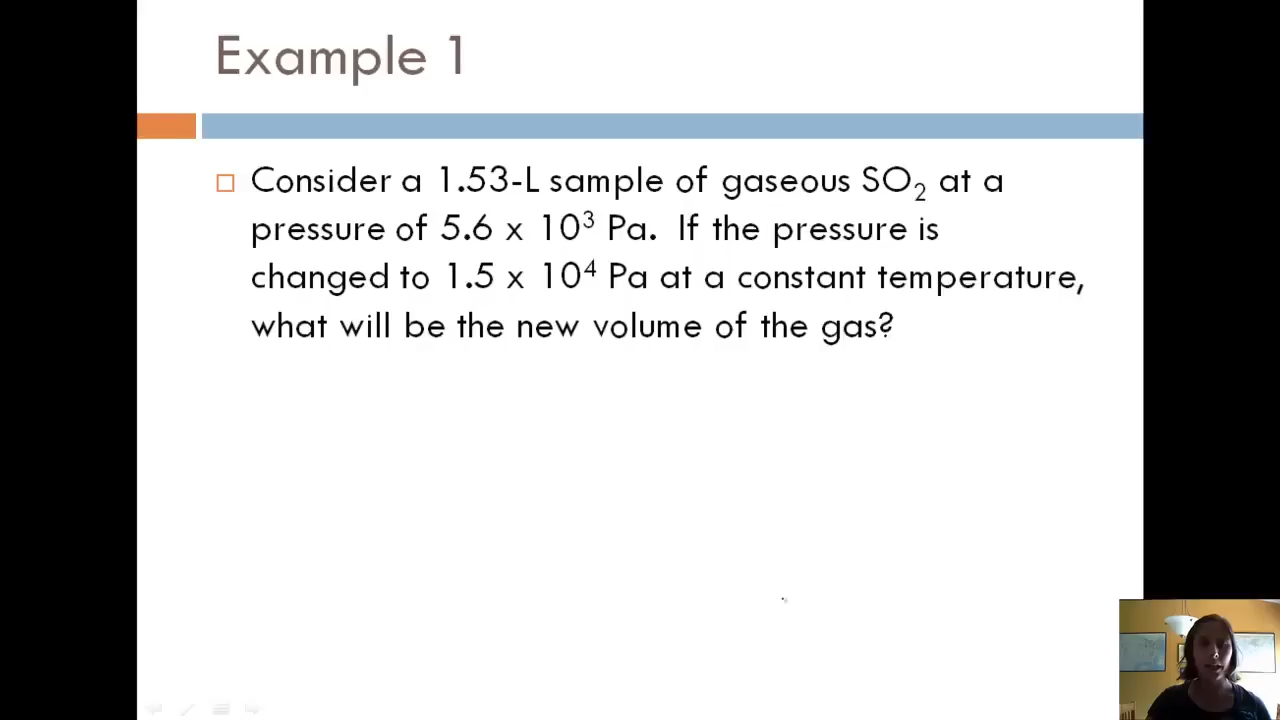 Example 1
Consider a 1.53-L sample of gaseous SO₂ at a
pressure of 5.6 x 10³ Pa.  If the pressure is
changed to 1.5 x 10⁴ Pa at a constant temperature,
what will be the new volume of the gas?